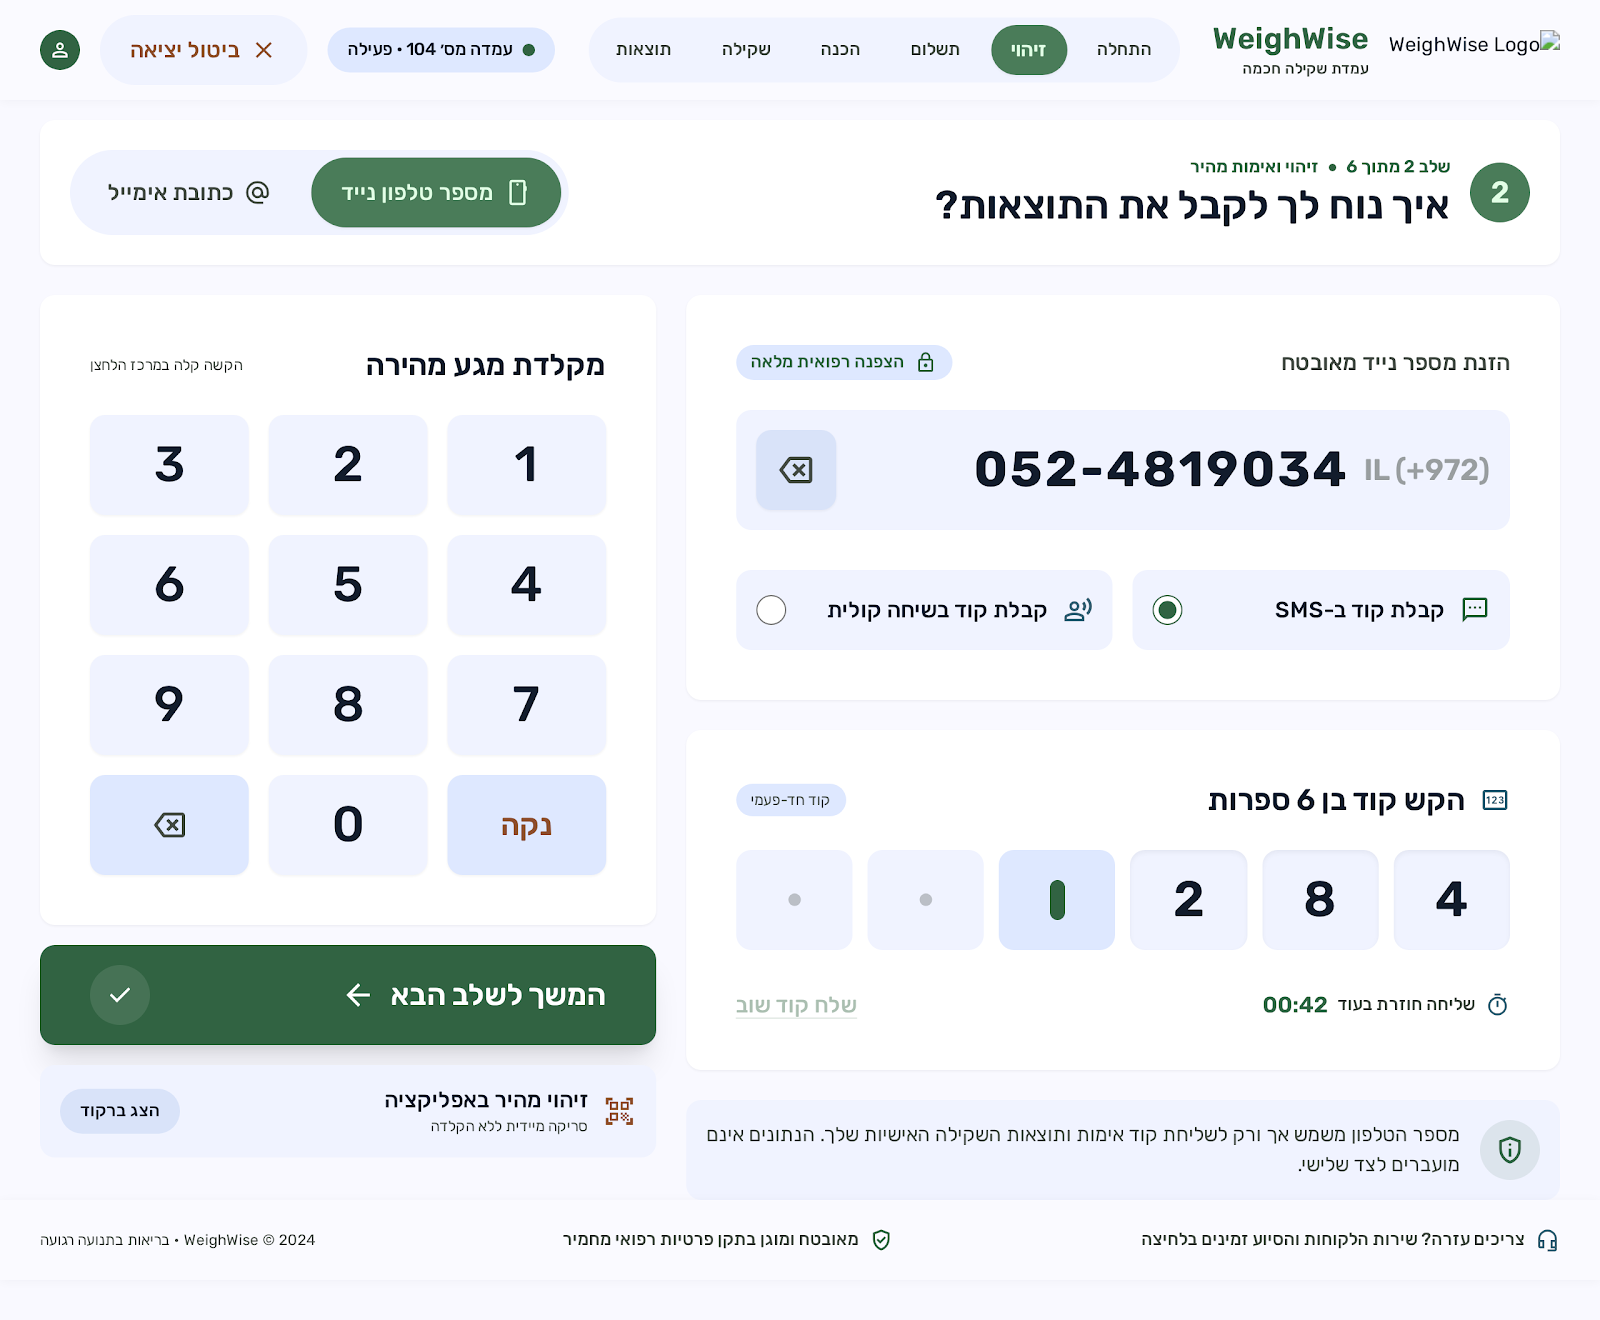 WeighWise Logo
WeighWise
עמדת שקילה חכמה
התחלה
זיהוי
תשלום
הכנה
שקילה
תוצאות
עמדה מס׳ 104 • פעילה
ביטול יציאה
2
שלב 2 מתוך 6 • זיהוי ואימות מהיר
איך נוח לך לקבל את התוצאות?
מספר טלפון נייד
כתובת אימייל
הזנת מספר נייד מאובטח
הצפנה רפואית מלאה
IL (+972)
052-4819034
קבלת קוד ב-SMS
קבלת קוד בשיחה קולית
הקש קוד בן 6 ספרות
קוד חד-פעמי
4
8
2
•
•
שליחה חוזרת בעוד 00:42
שלח קוד שוב
מספר הטלפון משמש אך ורק לשליחת קוד אימות ותוצאות השקילה האישיות שלך. הנתונים אינם
מועברים לצד שלישי.
מקלדת מגע מהירה
הקשה קלה במרכז הלחצן
1
2
3
4
5
6
7
8
9
נקה
0
המשך לשלב הבא
זיהוי מהיר באפליקציה
סריקה מיידית ללא הקלדה
הצג ברקוד
צריכים עזרה? שירות הלקוחות והסיוע זמינים בלחיצה
מאובטח ומוגן בתקן פרטיות רפואי מחמיר
WeighWise © 2024 • בריאות בתנועה רגועה